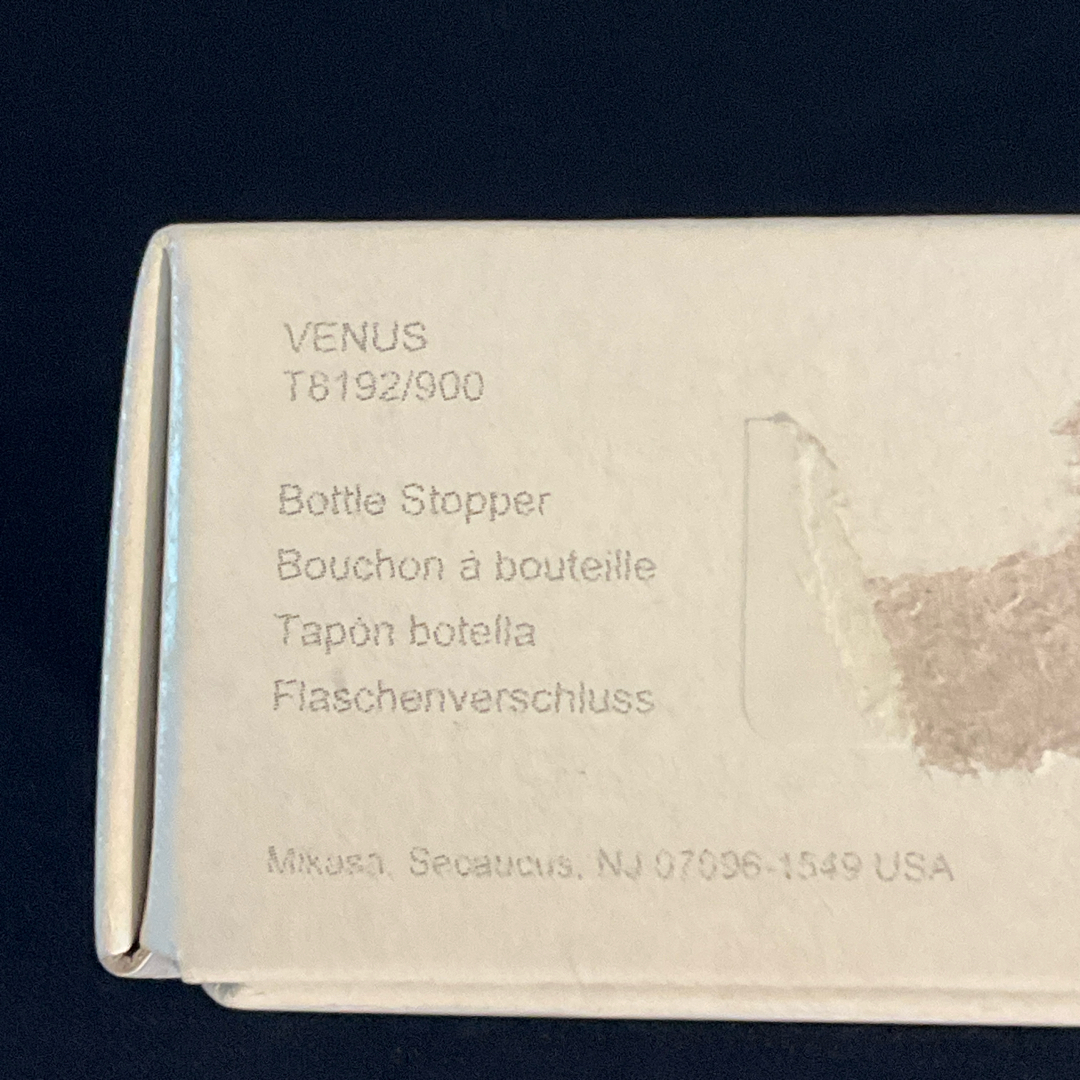 VENUS
T8192/900
Bottle Stopper
Bouchon à bouteille
Tapón botella
Flaschenverschluss
Mikasa, Secaucus, NJ 07096-1549 USA